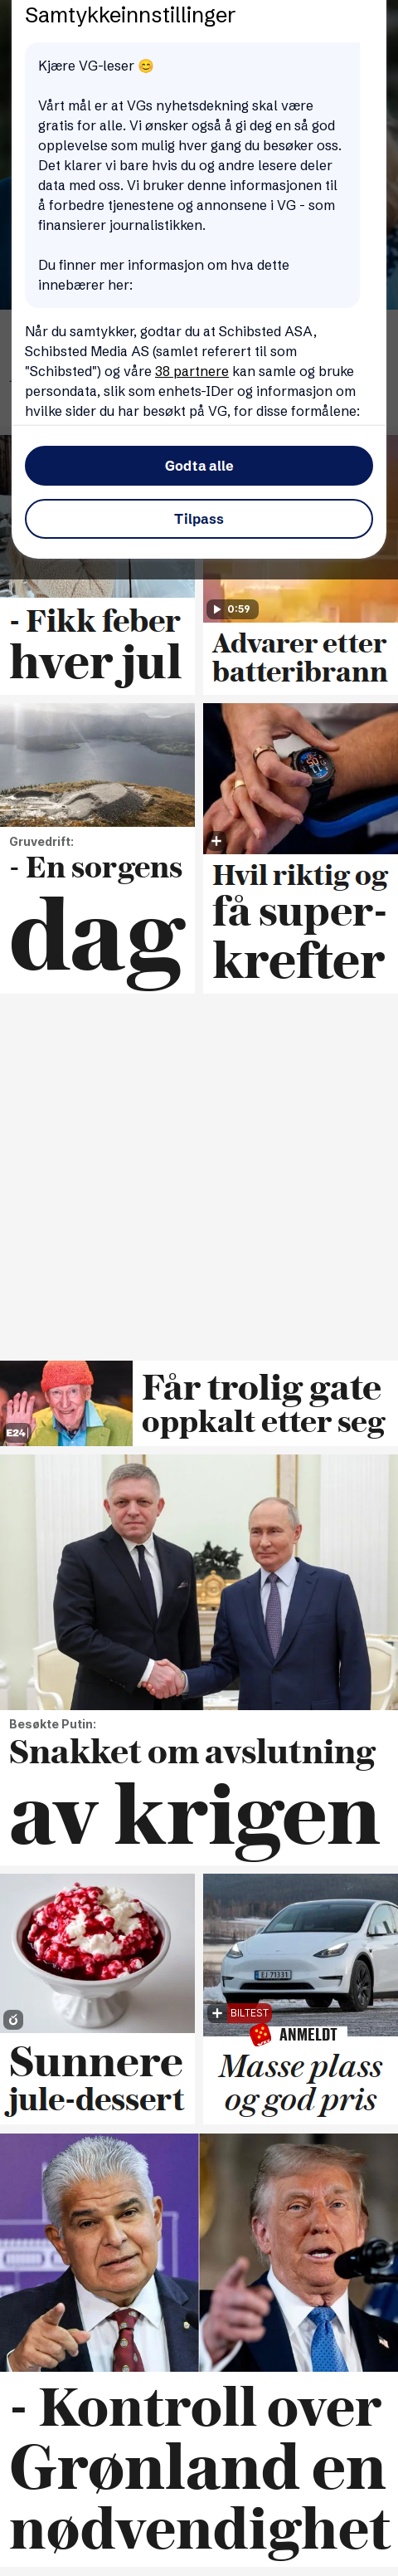 Samtykkeinnstillinger
Kjære VG-leser 😊
Vårt mål er at VGs nyhetsdekning skal være
gratis for alle. Vi ønsker også å gi deg en så god
opplevelse som mulig hver gang du besøker oss.
Det klarer vi bare hvis du og andre lesere deler
data med oss. Vi bruker denne informasjonen til
å forbedre tjenestene og annonsene i VG - som
finansierer journalistikken.
Du finner mer informasjon om hva dette
innebærer her:
Når du samtykker, godtar du at Schibsted ASA,
Schibsted Media AS (samlet referert til som
"Schibsted") og våre 38 partnere kan samle og bruke
persondata, slik som enhets-IDer og informasjon om
hvilke sider du har besøkt på VG, for disse formålene:
Godta alle
Tilpass
- Fikk feber
hver jul
0:59
Advarer etter
batteribrann
Gruvedrift:
- En sorgens
dag
Hvil riktig og
få super-
krefter
E24
Får trolig gate
oppkalt etter seg
Besøkte Putin:
Snakket om avslutning
av krigen
Sunnere
jule-dessert
BILTEST
ANMELDT
Masse plass
og god pris
- Kontroll over
Grønland en
nødvendighet